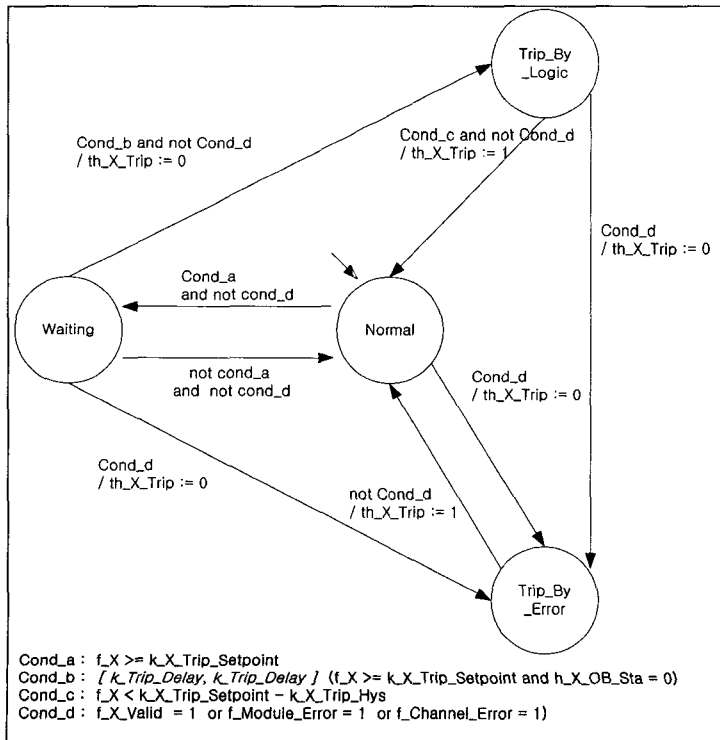 Trip_By
_Logic
Cond_b and not Cond_d
/ th_X_Trip := 0
Cond_c and not Cond_d
/ th_X_Trip := 1
Cond_d
/ th_X_Trip := 0
Cond_a
and not cond_d
Waiting
Normal
not cond_a
and not cond_d
Cond_d
/ th_X_Trip := 0
Cond_d
/ th_X_Trip := 0
not Cond_d
/ th_X_Trip := 1
Trip_By
_Error
Cond_a : f_X >= k_X_Trip_Setpoint
Cond_b : [ k_Trip_Delay, k_Trip_Delay ] (f_X >= k_X_Trip_Setpoint and h_X_OB_Sta = 0)
Cond_c : f_X < k_X_Trip_Setpoint - k_X_Trip_Hys
Cond_d : f_X_Valid = 1 or f_Module_Error = 1 or f_Channel_Error = 1)